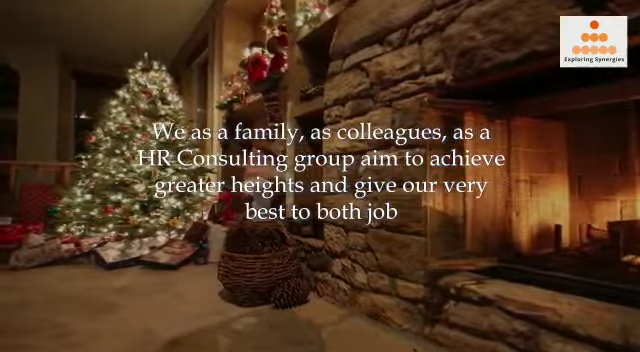 Exploring Synergies
We as a family, as colleagues, as a
HR Consulting group aim to achieve
greater heights and give our very
best to both job